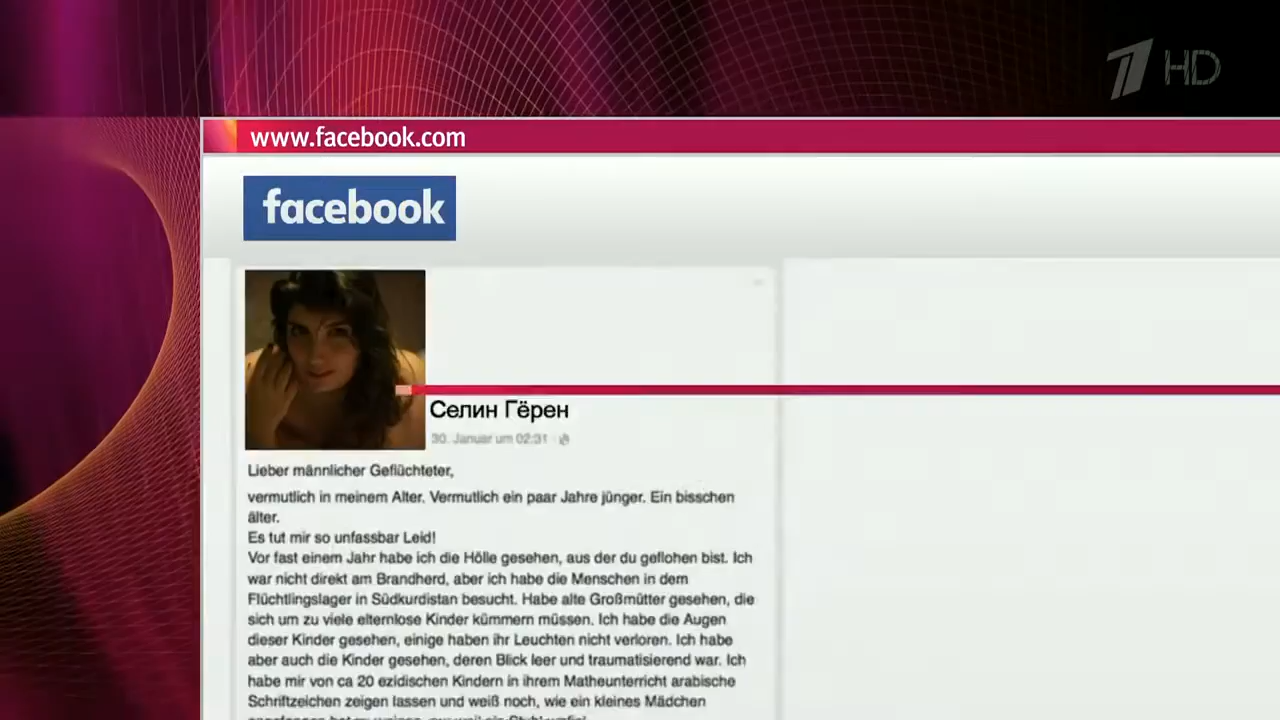 1 HD
www.facebook.com
facebook
Селин Гёрен
30. Januar um 02:31
Lieber männlicher Geflüchteter,
vermutlich in meinem Alter. Vermutlich ein paar Jahre jünger. Ein bisschen
älter.
Es tut mir so unfassbar Leid!
Vor fast einem Jahr habe ich die Hölle gesehen, aus der du geflohen bist. Ich
war nicht direkt am Brandherd, aber ich habe die Menschen in dem
Flüchtlingslager in Südkurdistan besucht. Habe alte Großmütter gesehen, die
sich um zu viele elternlose Kinder kümmern müssen. Ich habe die Augen
dieser Kinder gesehen, einige haben ihr Leuchten nicht verloren. Ich habe
aber auch die Kinder gesehen, deren Blick leer und traumatisierend war. Ich
habe mir von ca 20 ezidischen Kindern in ihrem Matheunterricht arabische
Schriftzeichen zeigen lassen und weiß noch, wie ein kleines Mädchen